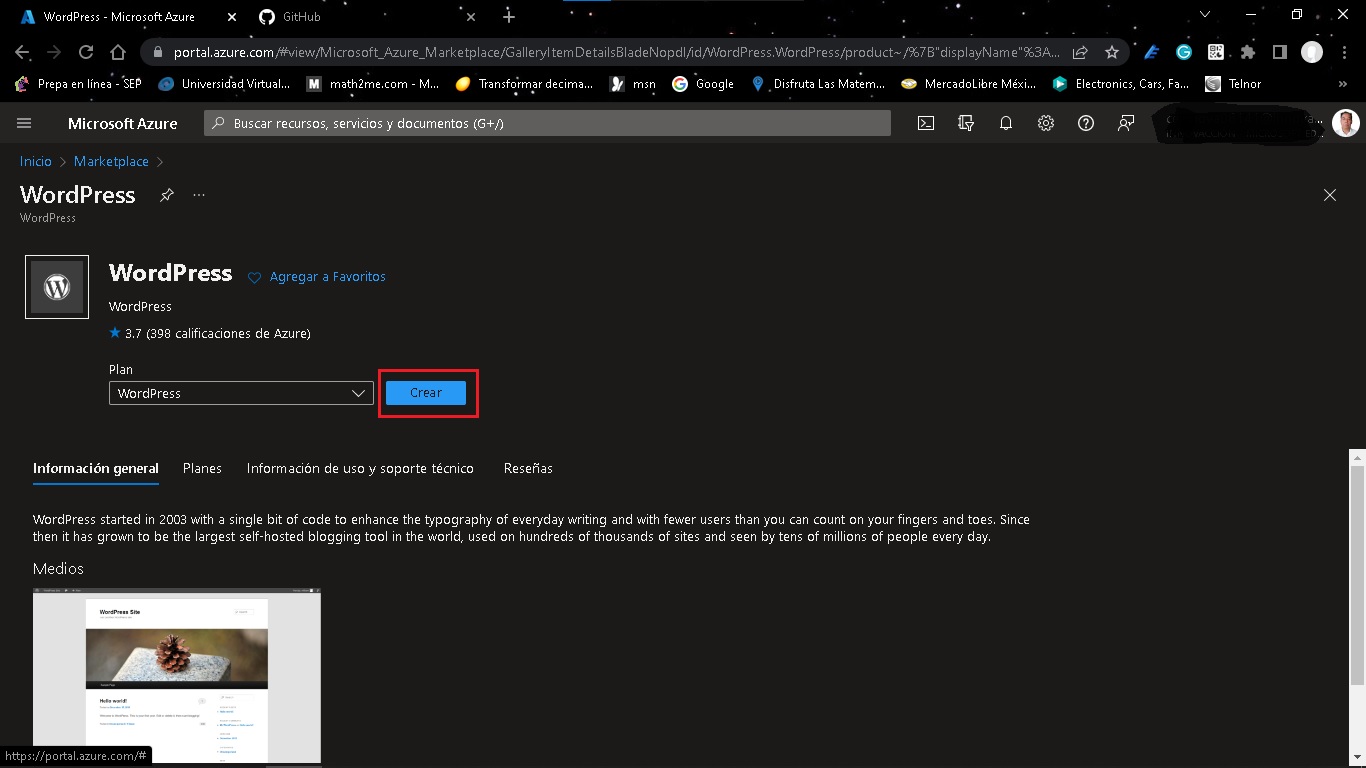 WordPress - Microsoft Azure
GitHub
portal.azure.com/#view/Microsoft_Azure_Marketplace/GalleryItemDetailsBladeNopdl/id/WordPress.WordPress/product~/%7B"displayName"%3A...
Prepa en línea - SEP
Universidad Virtual...
math2me.com - M...
Transformar decima...
msn
Google
Disfruta Las Matem...
MercadoLibre Méxi...
Electronics, Cars, Fa...
Telnor
»
Microsoft Azure
Buscar recursos, servicios y documentos (G+/)
Inicio > Marketplace >
WordPress
...
WordPress
WordPress
Agregar a Favoritos
WordPress
3.7 (398 calificaciones de Azure)
Plan
WordPress
Crear
Información general
Planes
Información de uso y soporte técnico
Reseñas
WordPress started in 2003 with a single bit of code to enhance the typography of everyday writing and with fewer users than you can count on your fingers and toes. Since
then it has grown to be the largest self-hosted blogging tool in the world, used on hundreds of thousands of sites and seen by tens of millions of people every day.
Medios
WordPress Site
Hello world!
https://portal.azure.com/#